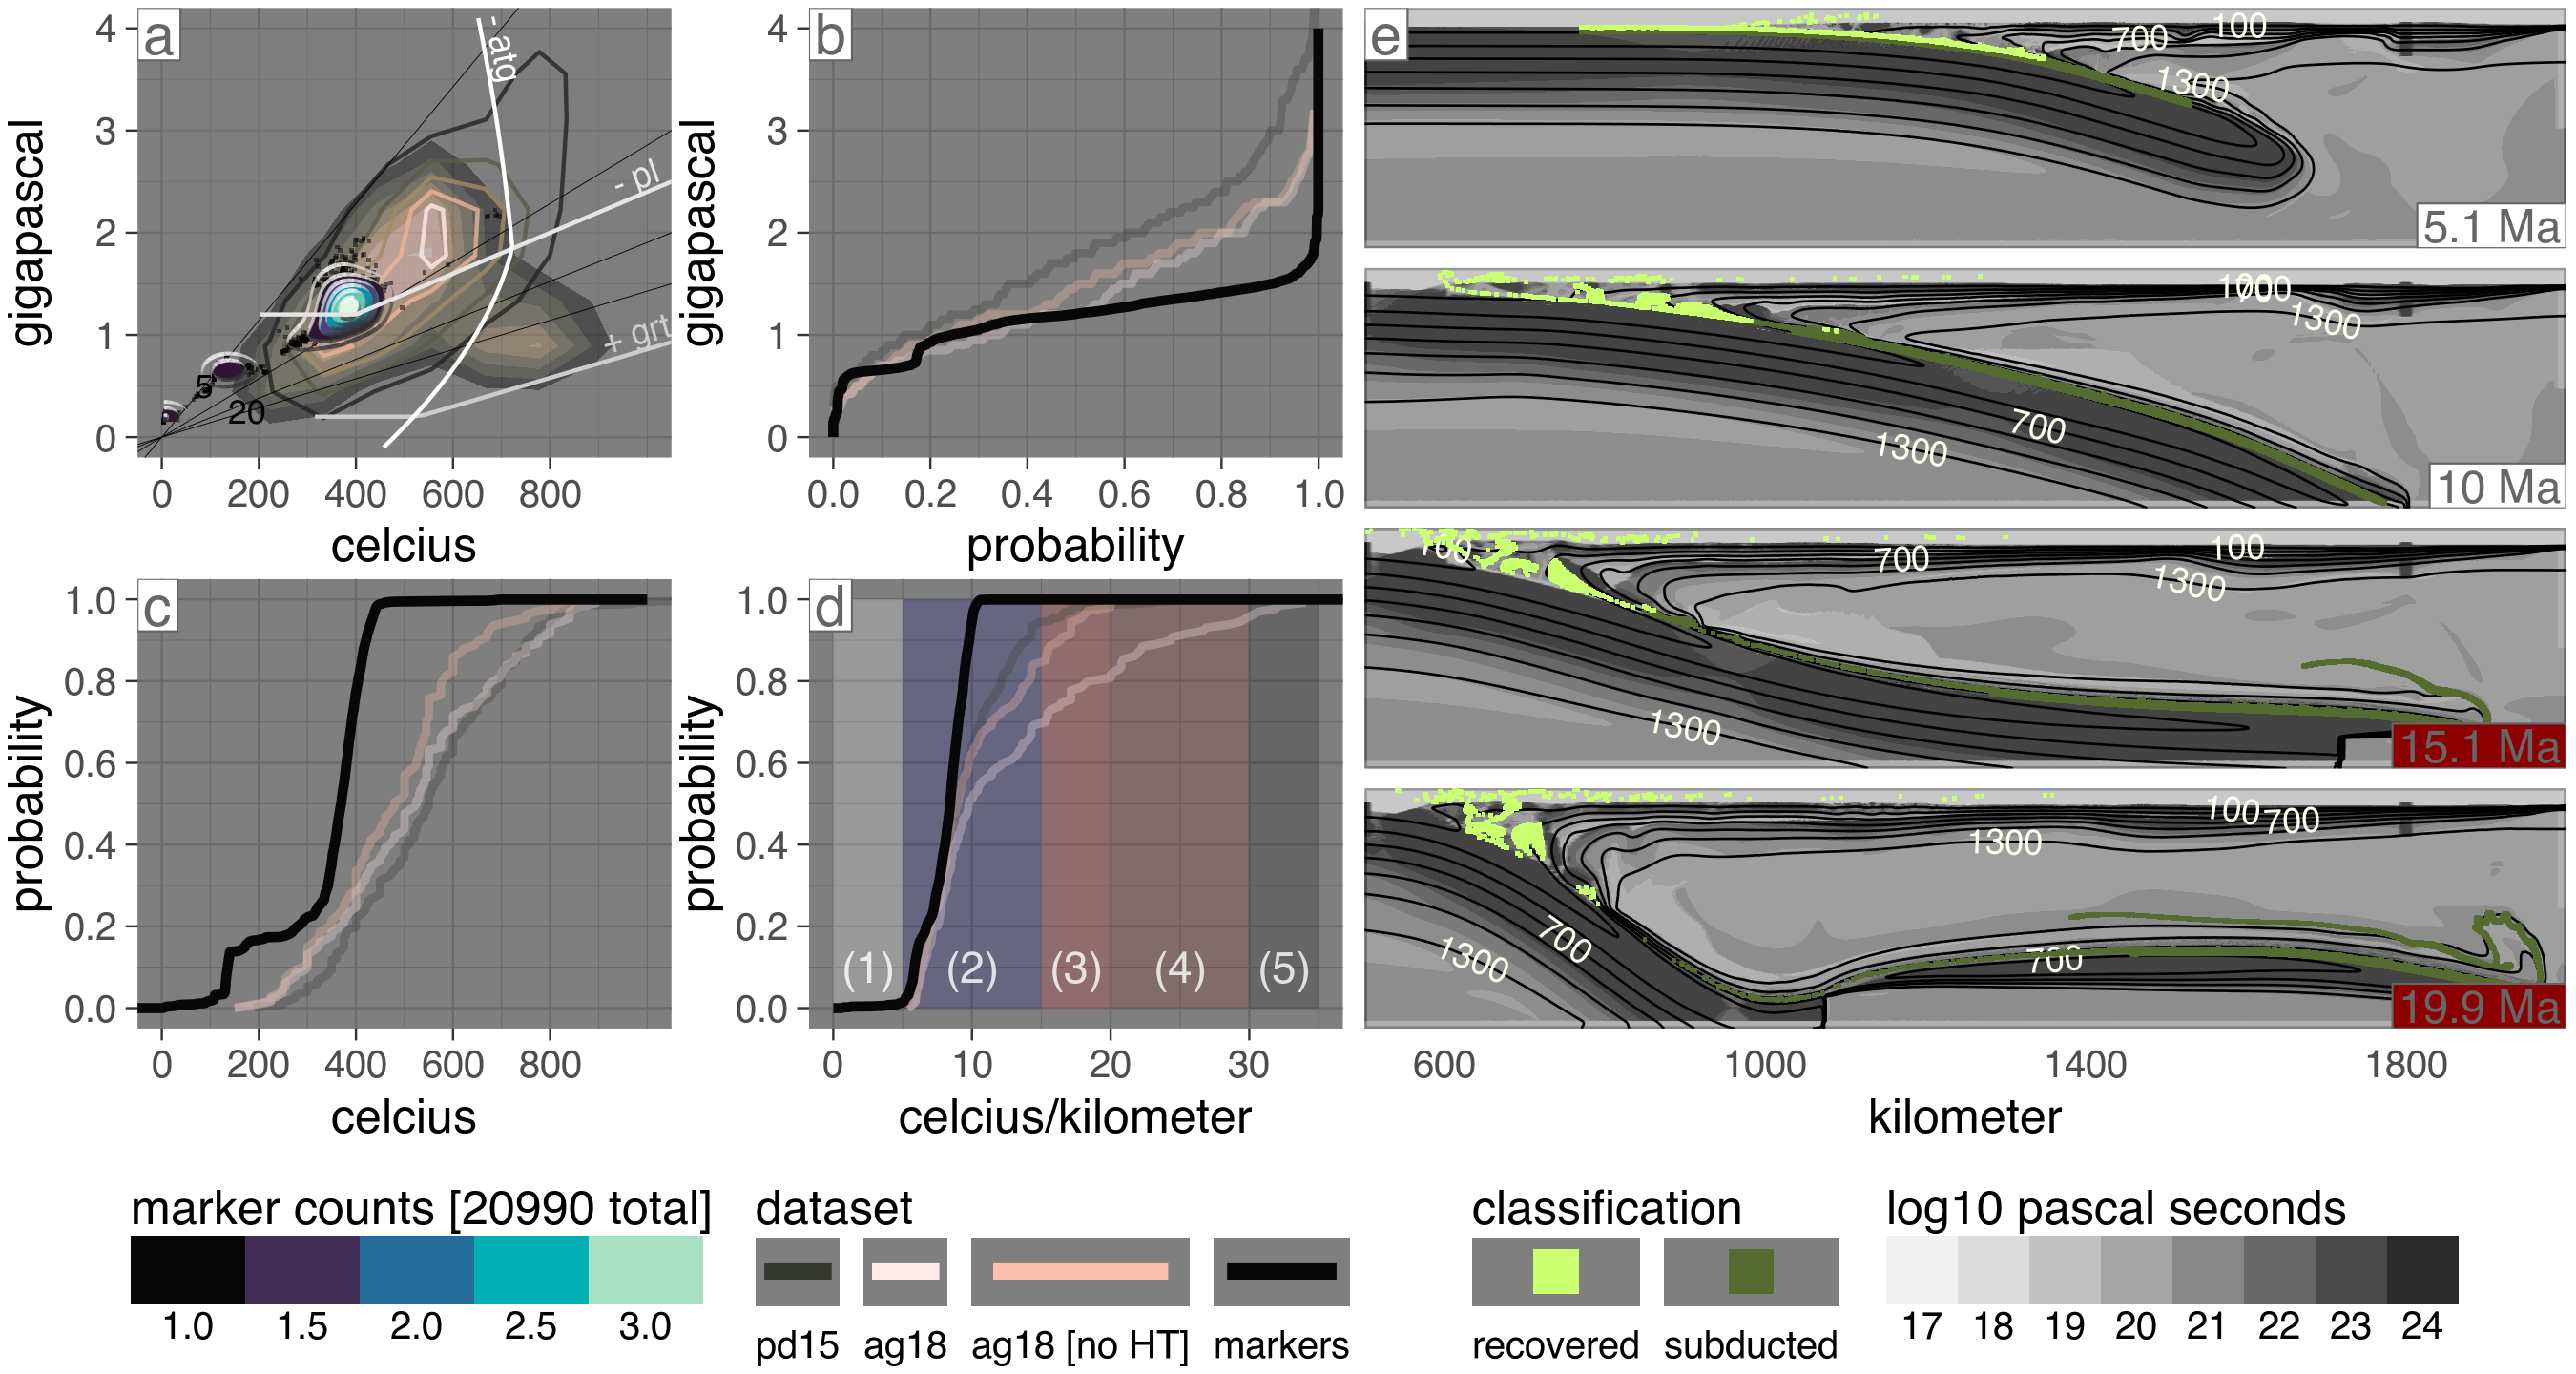 a
gigapascal
4
3
2
1
0
- atg
- pl
+ grt
5
20
0 200 400 600 800
celcius
b
gigapascal
4
3
2
1
0
0.0 0.2 0.4 0.6 0.8 1.0
probability
c
probability
1.0
0.8
0.6
0.4
0.2
0.0
0 200 400 600 800
celcius
d
probability
1.0
0.8
0.6
0.4
0.2
0.0
(1) (2) (3) (4) (5)
0 10 20 30
celcius/kilometer
e
700 100
1300
5.1 Ma
1300
700
1300
10 Ma
700 100
1300
1300
15.1 Ma
100 700
1300
700
1300
700
19.9 Ma
600 1000 1400 1800
kilometer
marker counts [20990 total]
1.0 1.5 2.0 2.5 3.0
dataset
pd15 ag18 ag18 [no HT] markers
classification
recovered subducted
log10 pascal seconds
17 18 19 20 21 22 23 24